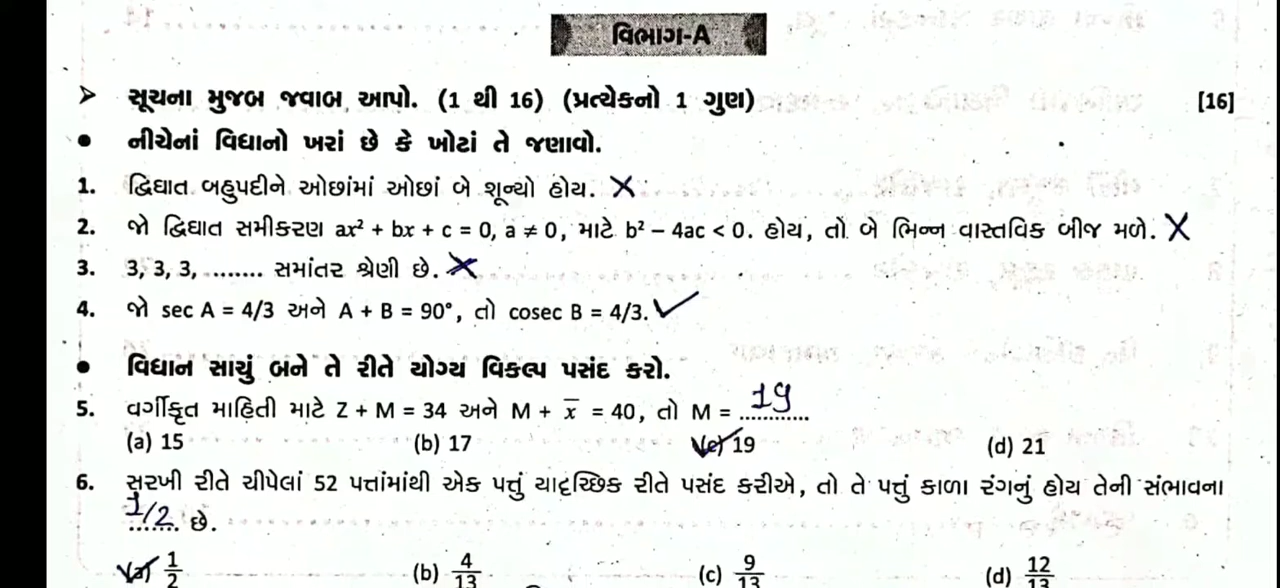 વિભાગ-A
➤ સૂચના મુજબ જવાબ આપો. (1 થી 16) (પ્રત્યેકનો 1 ગુણ) [16]
● નીચેનાં વિધાનો ખરાં છે કે ખોટાં તે જણાવો.
1. દ્વિઘાત બહુપદીને ઓછાંમાં ઓછાં બે શૂન્યો હોય. ✗
2. જો દ્વિઘાત સમીકરણ ax² + bx + c = 0, a ≠ 0, માટે b² – 4ac < 0. હોય, તો બે ભિન્ન વાસ્તવિક બીજ મળે. ✗
3. 3, 3, 3, ........ સમાંતર શ્રેણી છે. ✗
4. જો sec A = 4/3 અને A + B = 90°, તો cosec B = 4/3. ✓
● વિધાન સાચું બને તે રીતે યોગ્ય વિકલ્પ પસંદ કરો.
5. વર્ગીકૃત માહિતી માટે Z + M = 34 અને M + x̅ = 40, તો M = ....19....
(a) 15 (b) 17 (c) 19 (d) 21
6. સરખી રીતે ચીપેલાં 52 પત્તાંમાંથી એક પત્તું યાદૃચ્છિક રીતે પસંદ કરીએ, તો તે પત્તું કાળા રંગનું હોય તેની સંભાવના
1/2 ....... છે.
(a) 1/2 (b) 4/13 (c) 9/13 (d) 12/13